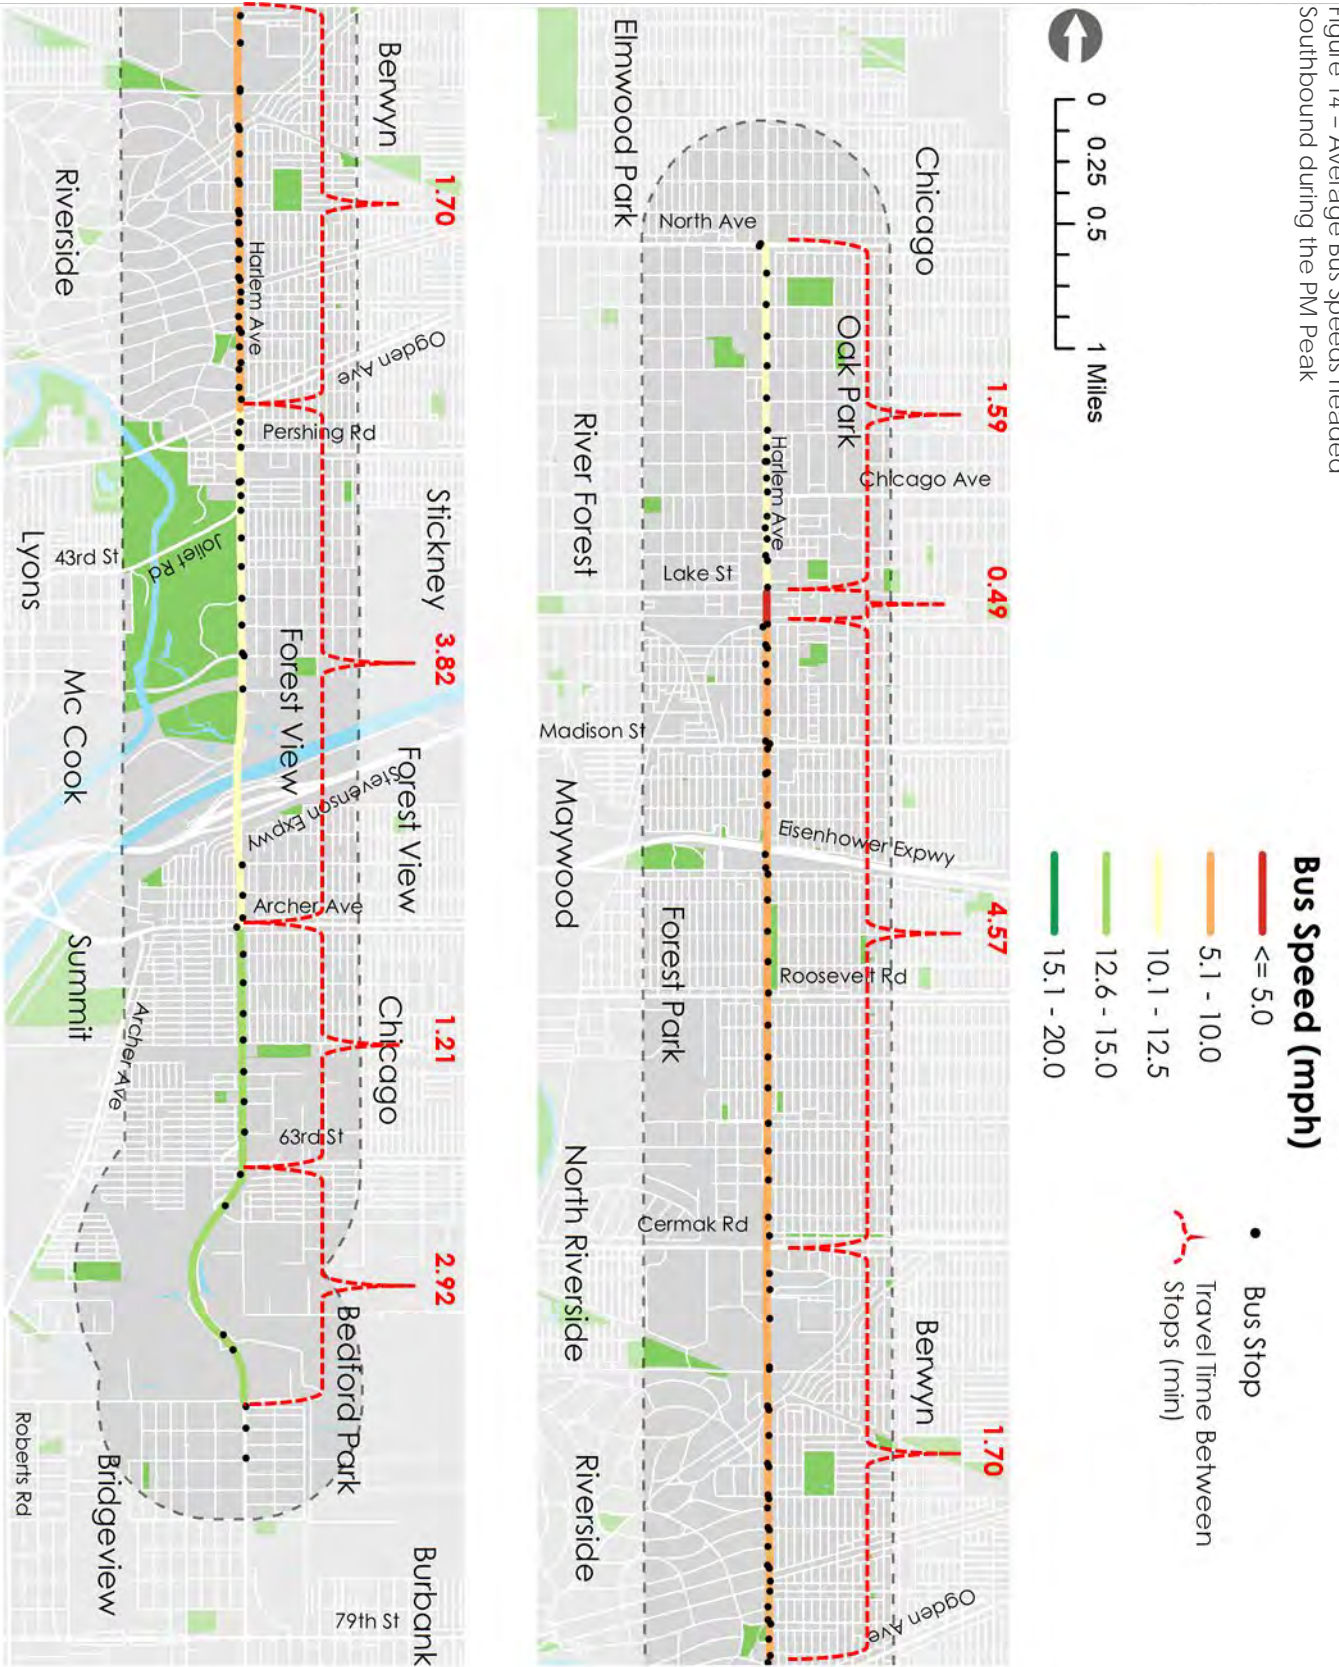 Figure 14 – Average Bus Speeds Headed
Southbound during the PM Peak
0 0.25 0.5 1 Miles
Bus Speed (mph)
<= 5.0
5.1 - 10.0
10.1 - 12.5
12.6 - 15.0
15.1 - 20.0
Bus Stop
Travel Time Between
Stops (min)
Elmwood Park
Chicago
North Ave
Oak Park
1.59
Harlem Ave
Chicago Ave
River Forest
0.49
Lake St
Madison St
Maywood
Eisenhower Expwy
4.57
Forest Park
Roosevelt Rd
North Riverside
Cermak Rd
Berwyn
1.70
Riverside
Ogden Ave
Berwyn
1.70
Riverside
Harlem Ave
Ogden Ave
Pershing Rd
Stickney
43rd St
Joliet Rd
Lyons
3.82
Forest View
Mc Cook
Forest View
Stevenson Expwy
Archer Ave
Summit
Archer Ave
1.21
Chicago
63rd St
2.92
Bedford Park
Roberts Rd
Bridgeview
Burbank
79th St